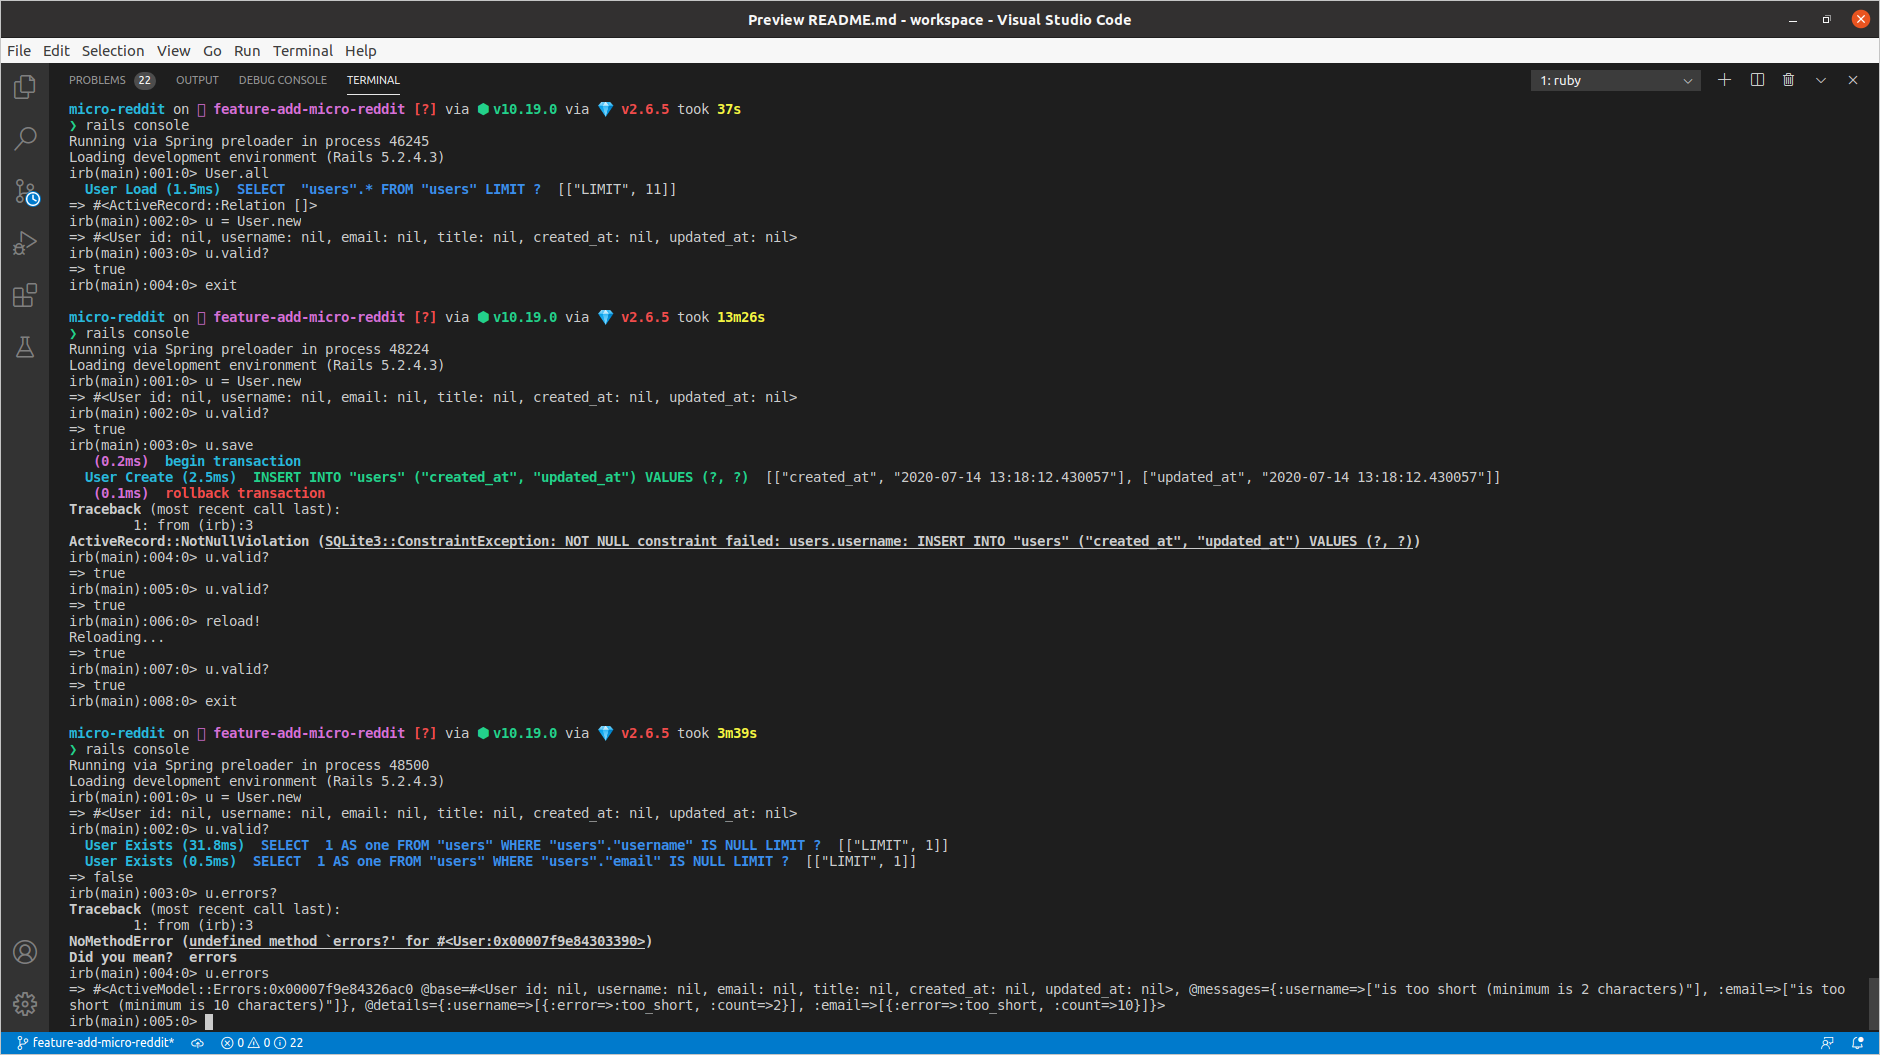 Preview README.md - workspace - Visual Studio Code
File Edit Selection View Go Run Terminal Help
PROBLEMS 22 OUTPUT DEBUG CONSOLE TERMINAL 1: ruby
micro-reddit on feature-add-micro-reddit [?] via v10.19.0 via v2.6.5 took 37s
❯ rails console
Running via Spring preloader in process 46245
Loading development environment (Rails 5.2.4.3)
irb(main):001:0> User.all
User Load (1.5ms)  SELECT  "users".* FROM "users" LIMIT ?  [["LIMIT", 11]]
=> #<ActiveRecord::Relation []>
irb(main):002:0> u = User.new
=> #<User id: nil, username: nil, email: nil, title: nil, created_at: nil, updated_at: nil>
irb(main):003:0> u.valid?
=> true
irb(main):004:0> exit
micro-reddit on feature-add-micro-reddit [?] via v10.19.0 via v2.6.5 took 13m26s
❯ rails console
Running via Spring preloader in process 48224
Loading development environment (Rails 5.2.4.3)
irb(main):001:0> u = User.new
=> #<User id: nil, username: nil, email: nil, title: nil, created_at: nil, updated_at: nil>
irb(main):002:0> u.valid?
=> true
irb(main):003:0> u.save
(0.2ms)  begin transaction
User Create (2.5ms)  INSERT INTO "users" ("created_at", "updated_at") VALUES (?, ?)  [["created_at", "2020-07-14 13:18:12.430057"], ["updated_at", "2020-07-14 13:18:12.430057"]]
(0.1ms)  rollback transaction
Traceback (most recent call last):
1: from (irb):3
ActiveRecord::NotNullViolation (SQLite3::ConstraintException: NOT NULL constraint failed: users.username: INSERT INTO "users" ("created_at", "updated_at") VALUES (?, ?))
irb(main):004:0> u.valid?
=> true
irb(main):005:0> u.valid?
=> true
irb(main):006:0> reload!
Reloading...
=> true
irb(main):007:0> u.valid?
=> true
irb(main):008:0> exit
micro-reddit on feature-add-micro-reddit [?] via v10.19.0 via v2.6.5 took 3m39s
❯ rails console
Running via Spring preloader in process 48500
Loading development environment (Rails 5.2.4.3)
irb(main):001:0> u = User.new
=> #<User id: nil, username: nil, email: nil, title: nil, created_at: nil, updated_at: nil>
irb(main):002:0> u.valid?
User Exists (31.8ms)  SELECT  1 AS one FROM "users" WHERE "users"."username" IS NULL LIMIT ?  [["LIMIT", 1]]
User Exists (0.5ms)  SELECT  1 AS one FROM "users" WHERE "users"."email" IS NULL LIMIT ?  [["LIMIT", 1]]
=> false
irb(main):003:0> u.errors?
Traceback (most recent call last):
1: from (irb):3
NoMethodError (undefined method `errors?' for #<User:0x00007f9e84303390>)
Did you mean?  errors
irb(main):004:0> u.errors
=> #<ActiveModel::Errors:0x00007f9e84326ac0 @base=#<User id: nil, username: nil, email: nil, title: nil, created_at: nil, updated_at: nil>, @messages={:username=>["is too short (minimum is 2 characters)"], :email=>["is too
short (minimum is 10 characters)"]}, @details={:username=>[{:error=>:too_short, :count=>2}], :email=>[{:error=>:too_short, :count=>10}]}>
irb(main):005:0>
feature-add-micro-reddit* 0 0 22